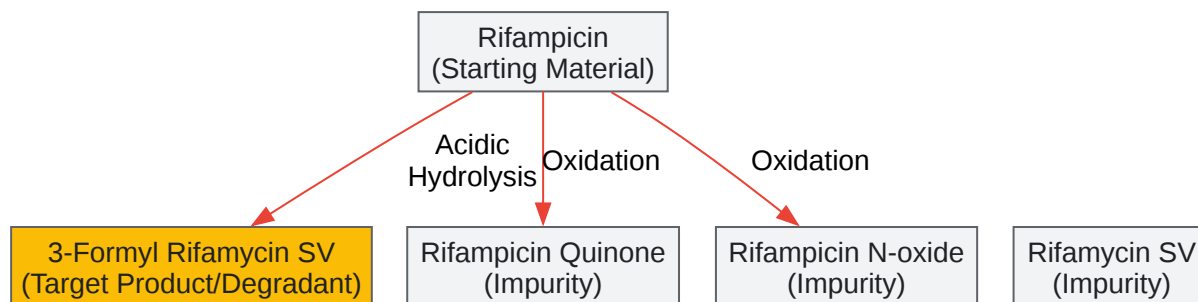 Rifampicin
(Starting Material)
Acidic
Hydrolysis
Oxidation
Oxidation
3-Formyl Rifamycin SV
(Target Product/Degradant)
Rifampicin Quinone
(Impurity)
Rifampicin N-oxide
(Impurity)
Rifamycin SV
(Impurity)